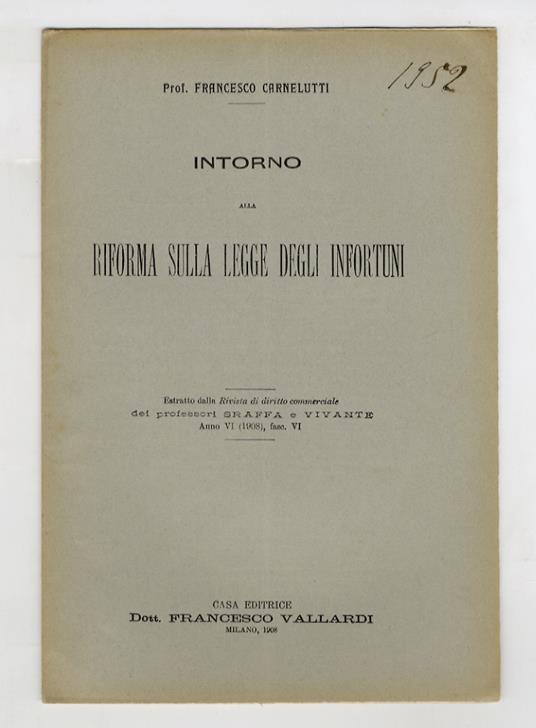 1952
Prof. FRANCESCO CARNELUTTI
INTORNO
ALLA
RIFORMA SULLA LEGGE DEGLI INFORTUNI
Estratto dalla Rivista di diritto commerciale
dei professori SRAFFA e VIVANTE
Anno VI (1908), fasc. VI
CASA EDITRICE
Dott. FRANCESCO VALLARDI
MILANO, 1908